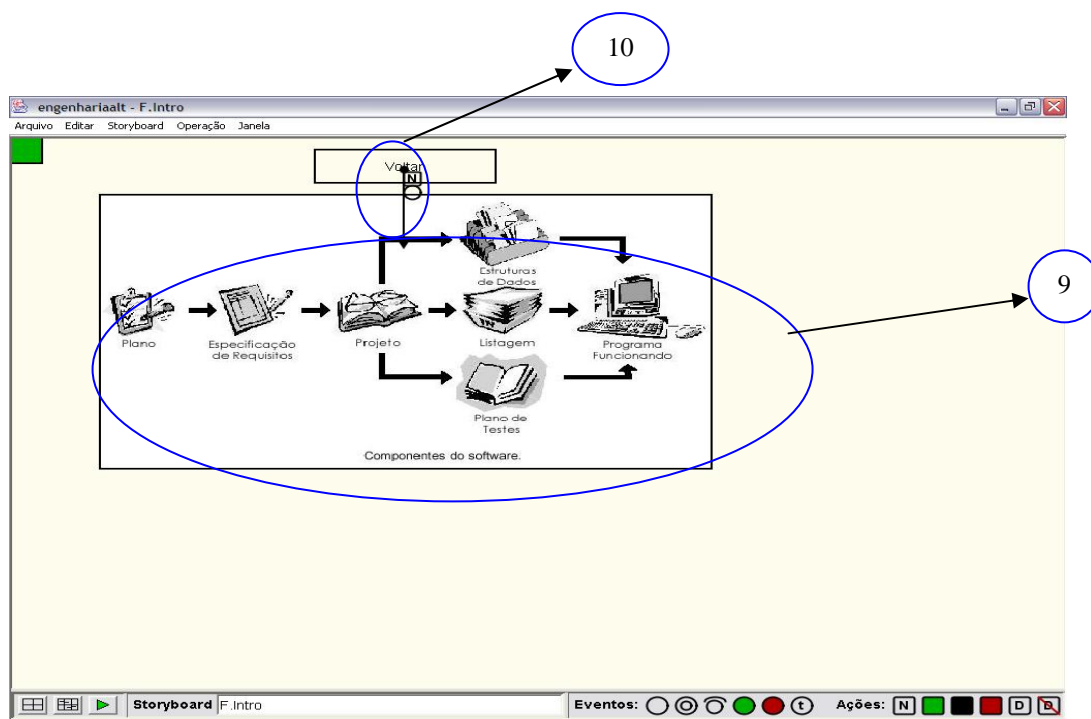 10
engenhariaalt - F.Intro
Arquivo Editar Storyboard Operação Janela
Voltar
N
Estruturas
de Dados
9
Plano
Especificação
de Requisitos
Projeto
Listagem
Programa
Funcionando
Plano de
Testes
Componentes do software.
Storyboard F.Intro
Eventos: t Ações: N D D